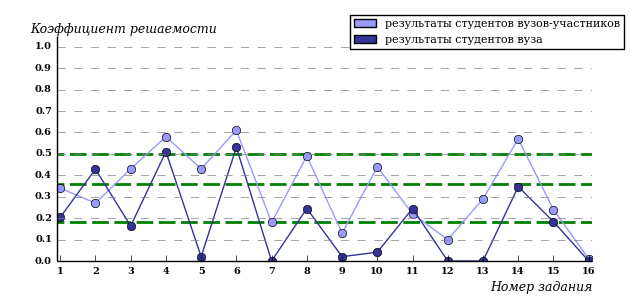 Коэффициент решаемости
результаты студентов вузов-участников
результаты студентов вуза
1.0
0.9
0.8
0.7
0.6
0.5
0.4
0.3
0.2
0.1
0.0
1 2 3 4 5 6 7 8 9 10 11 12 13 14 15 16
Номер задания